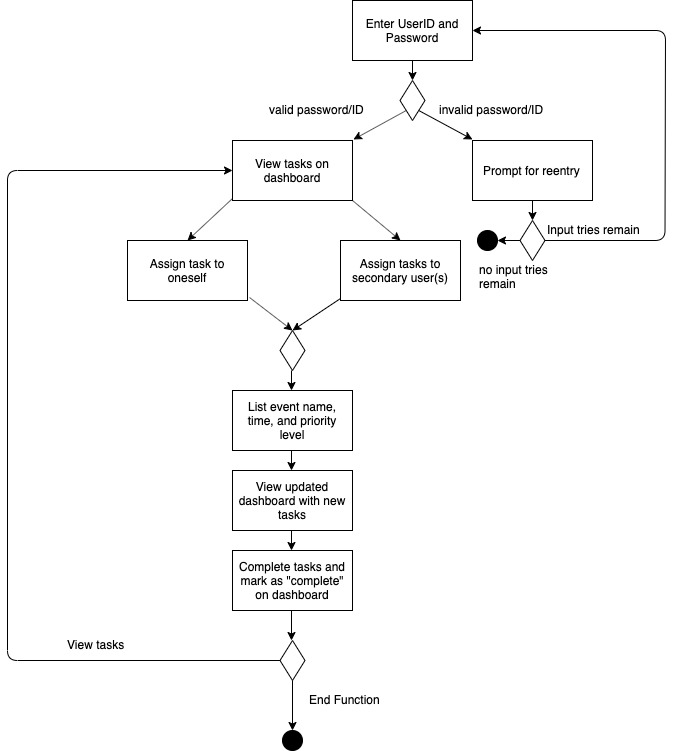 Enter UserID and
Password
valid password/ID
invalid password/ID
View tasks on
dashboard
Prompt for reentry
Input tries remain
no input tries
remain
Assign task to
oneself
Assign tasks to
secondary user(s)
List event name,
time, and priority
level
View updated
dashboard with new
tasks
Complete tasks and
mark as "complete"
on dashboard
View tasks
End Function